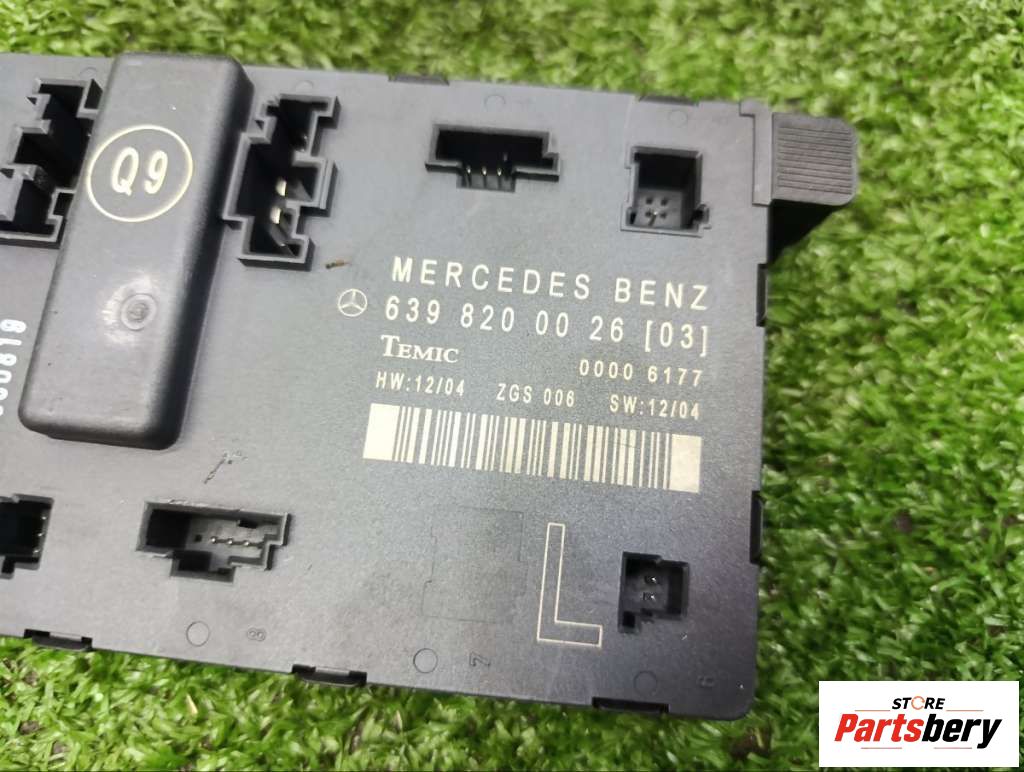 Q9
MERCEDES BENZ
639 820 00 26 [03]
TEMIC
0000 6177
HW:12/04 ZGS 006 SW:12/04
L
STORE
Partsbery